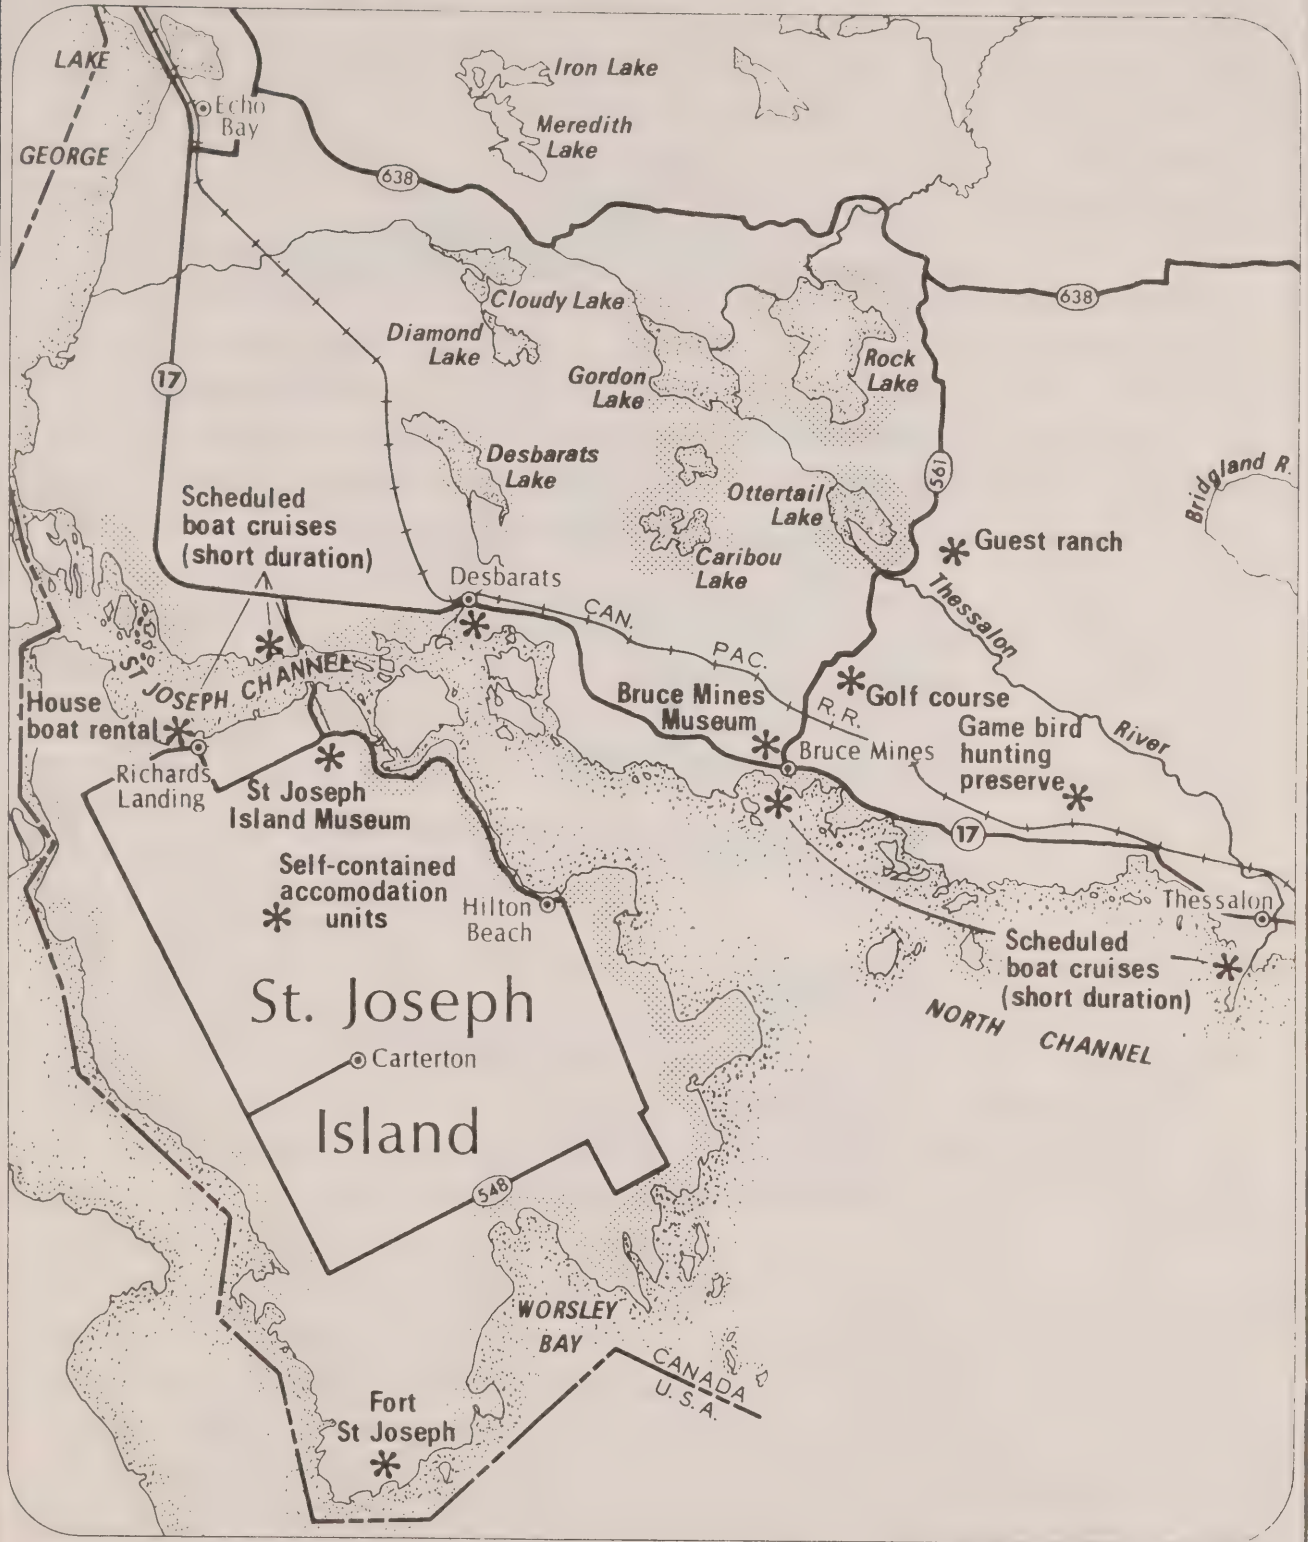 LAKE
GEORGE
Echo
Bay
Iron Lake
Meredith
Lake
638
638
Cloudy Lake
Diamond
Lake
Gordon
Lake
Rock
Lake
17
Desbarats
Lake
Ottertail
Lake
561
Bridgland R.
Caribou
Lake
Scheduled
boat cruises
(short duration)
Guest ranch
Desbarats
CAN. PAC. R.R.
Thessalon River
ST JOSEPH CHANNEL
House
boat rental
Richards
Landing
St Joseph
Island Museum
Bruce Mines
Museum
Golf course
Bruce Mines
Game bird
hunting
preserve
17
Self-contained
accomodation
units
Hilton
Beach
Thessalon
Scheduled
boat cruises
(short duration)
NORTH CHANNEL
St. Joseph
Carterton
Island
548
WORSLEY
BAY
CANADA
U.S.A.
Fort
St Joseph